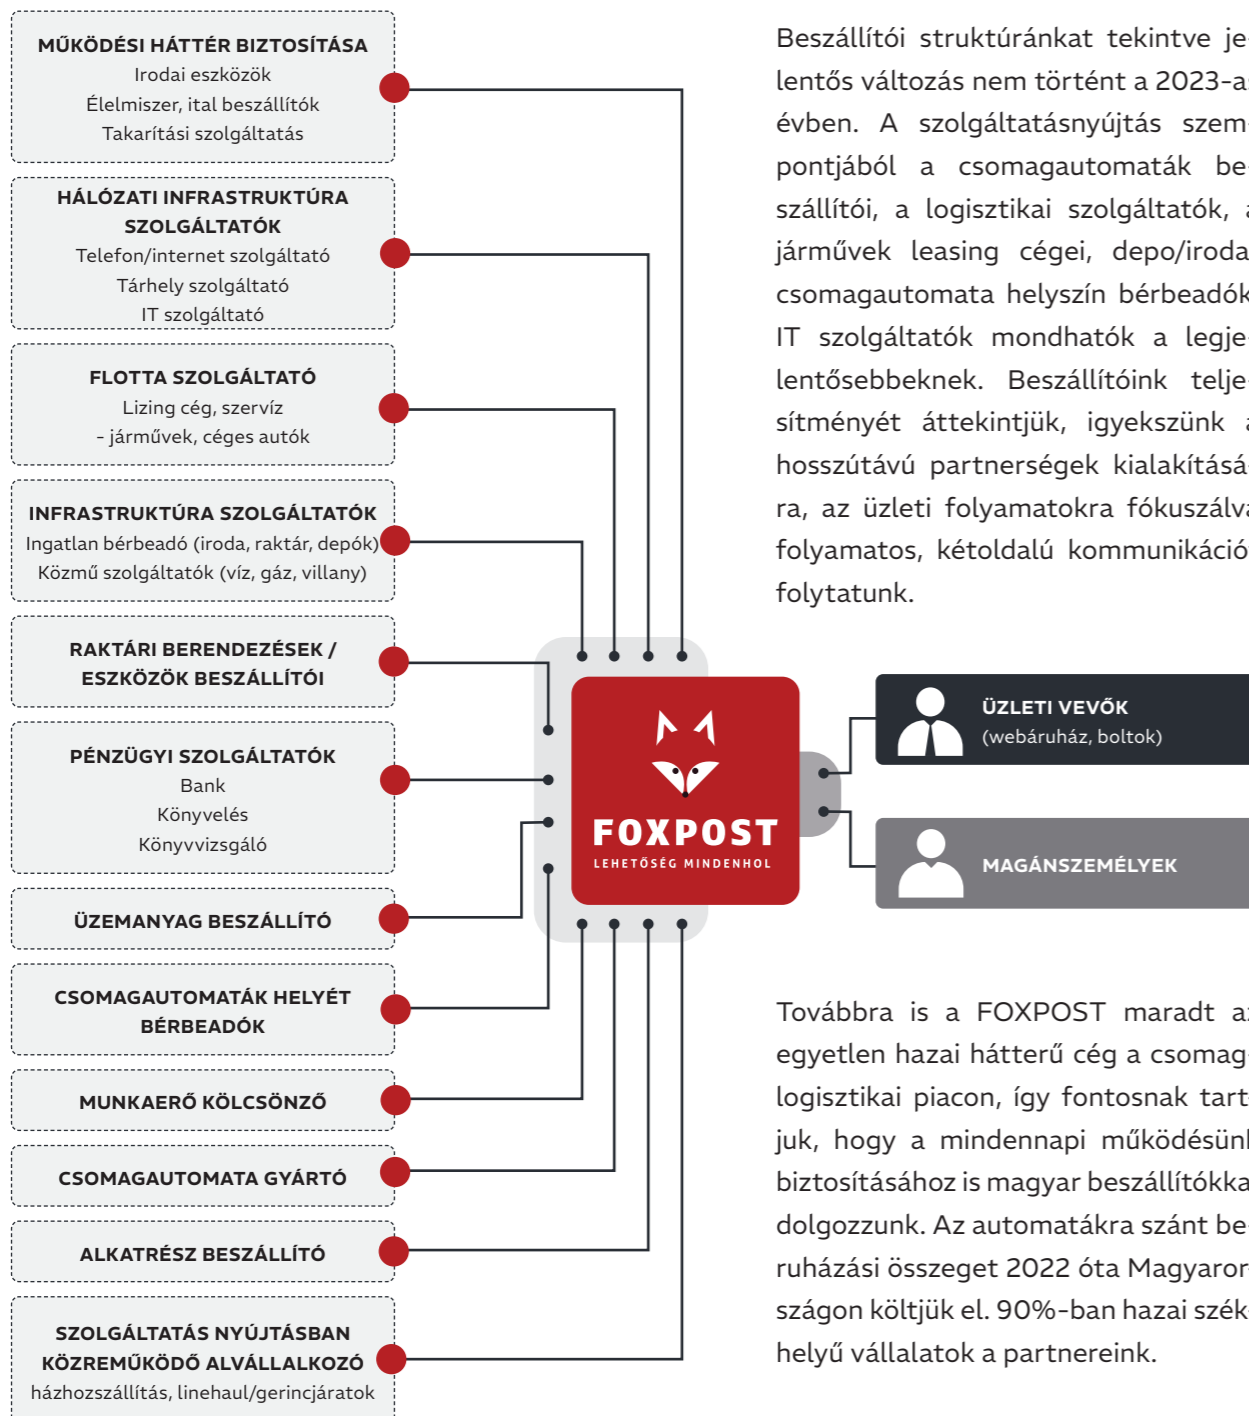 MŰKÖDÉSI HÁTTÉR BIZTOSÍTÁSA
Irodai eszközök
Élelmiszer, ital beszállítók
Takarítási szolgáltatás
HÁLÓZATI INFRASTRUKTÚRA
SZOLGÁLTATÓK
Telefon/internet szolgáltató
Tárhely szolgáltató
IT szolgáltató
FLOTTA SZOLGÁLTATÓ
Lizing cég, szervíz
- járművek, céges autók
INFRASTRUKTÚRA SZOLGÁLTATÓK
Ingatlan bérbeadó (iroda, raktár, depók)
Közmű szolgáltatók (víz, gáz, villany)
RAKTÁRI BERENDEZÉSEK /
ESZKÖZÖK BESZÁLLÍTÓI
PÉNZÜGYI SZOLGÁLTATÓK
Bank
Könyvelés
Könyvvizsgáló
ÜZEMANYAG BESZÁLLÍTÓ
CSOMAGAUTOMATÁK HELYÉT
BÉRBEADÓK
MUNKAERŐ KÖLCSÖNZŐ
CSOMAGAUTOMATA GYÁRTÓ
ALKATRÉSZ BESZÁLLÍTÓ
SZOLGÁLTATÁS NYÚJTÁSBAN
KÖZREMŰKÖDŐ ALVÁLLALKOZÓ
házhozszállítás, linehaul/gerincjáratok
Beszállítói struktúránkat tekintve je-
lentős változás nem történt a 2023-as
évben. A szolgáltatásnyújtás szem-
pontjából a csomagautomaták be-
szállítói, a logisztikai szolgáltatók, a
járművek leasing cégei, depo/iroda/
csomagautomata helyszín bérbeadók,
IT szolgáltatók mondhatók a legje-
lentősebbeknek. Beszállítóink telje-
sítményét áttekintjük, igyekszünk a
hosszútávú partnerségek kialakításá-
ra, az üzleti folyamatokra fókuszálva
folyamatos, kétoldalú kommunikációt
folytatunk.
FOXPOST
LEHETŐSÉG MINDENHOL
ÜZLETI VEVŐK
(webáruház, boltok)
MAGÁNSZEMÉLYEK
Továbbra is a FOXPOST maradt az
egyetlen hazai hátterű cég a csomag-
logisztikai piacon, így fontosnak tart-
juk, hogy a mindennapi működésünk
biztosításához is magyar beszállítókkal
dolgozzunk. Az automatákra szánt be-
ruházási összeget 2022 óta Magyaror-
szágon költjük el. 90%-ban hazai szék-
helyű vállalatok a partnereink.